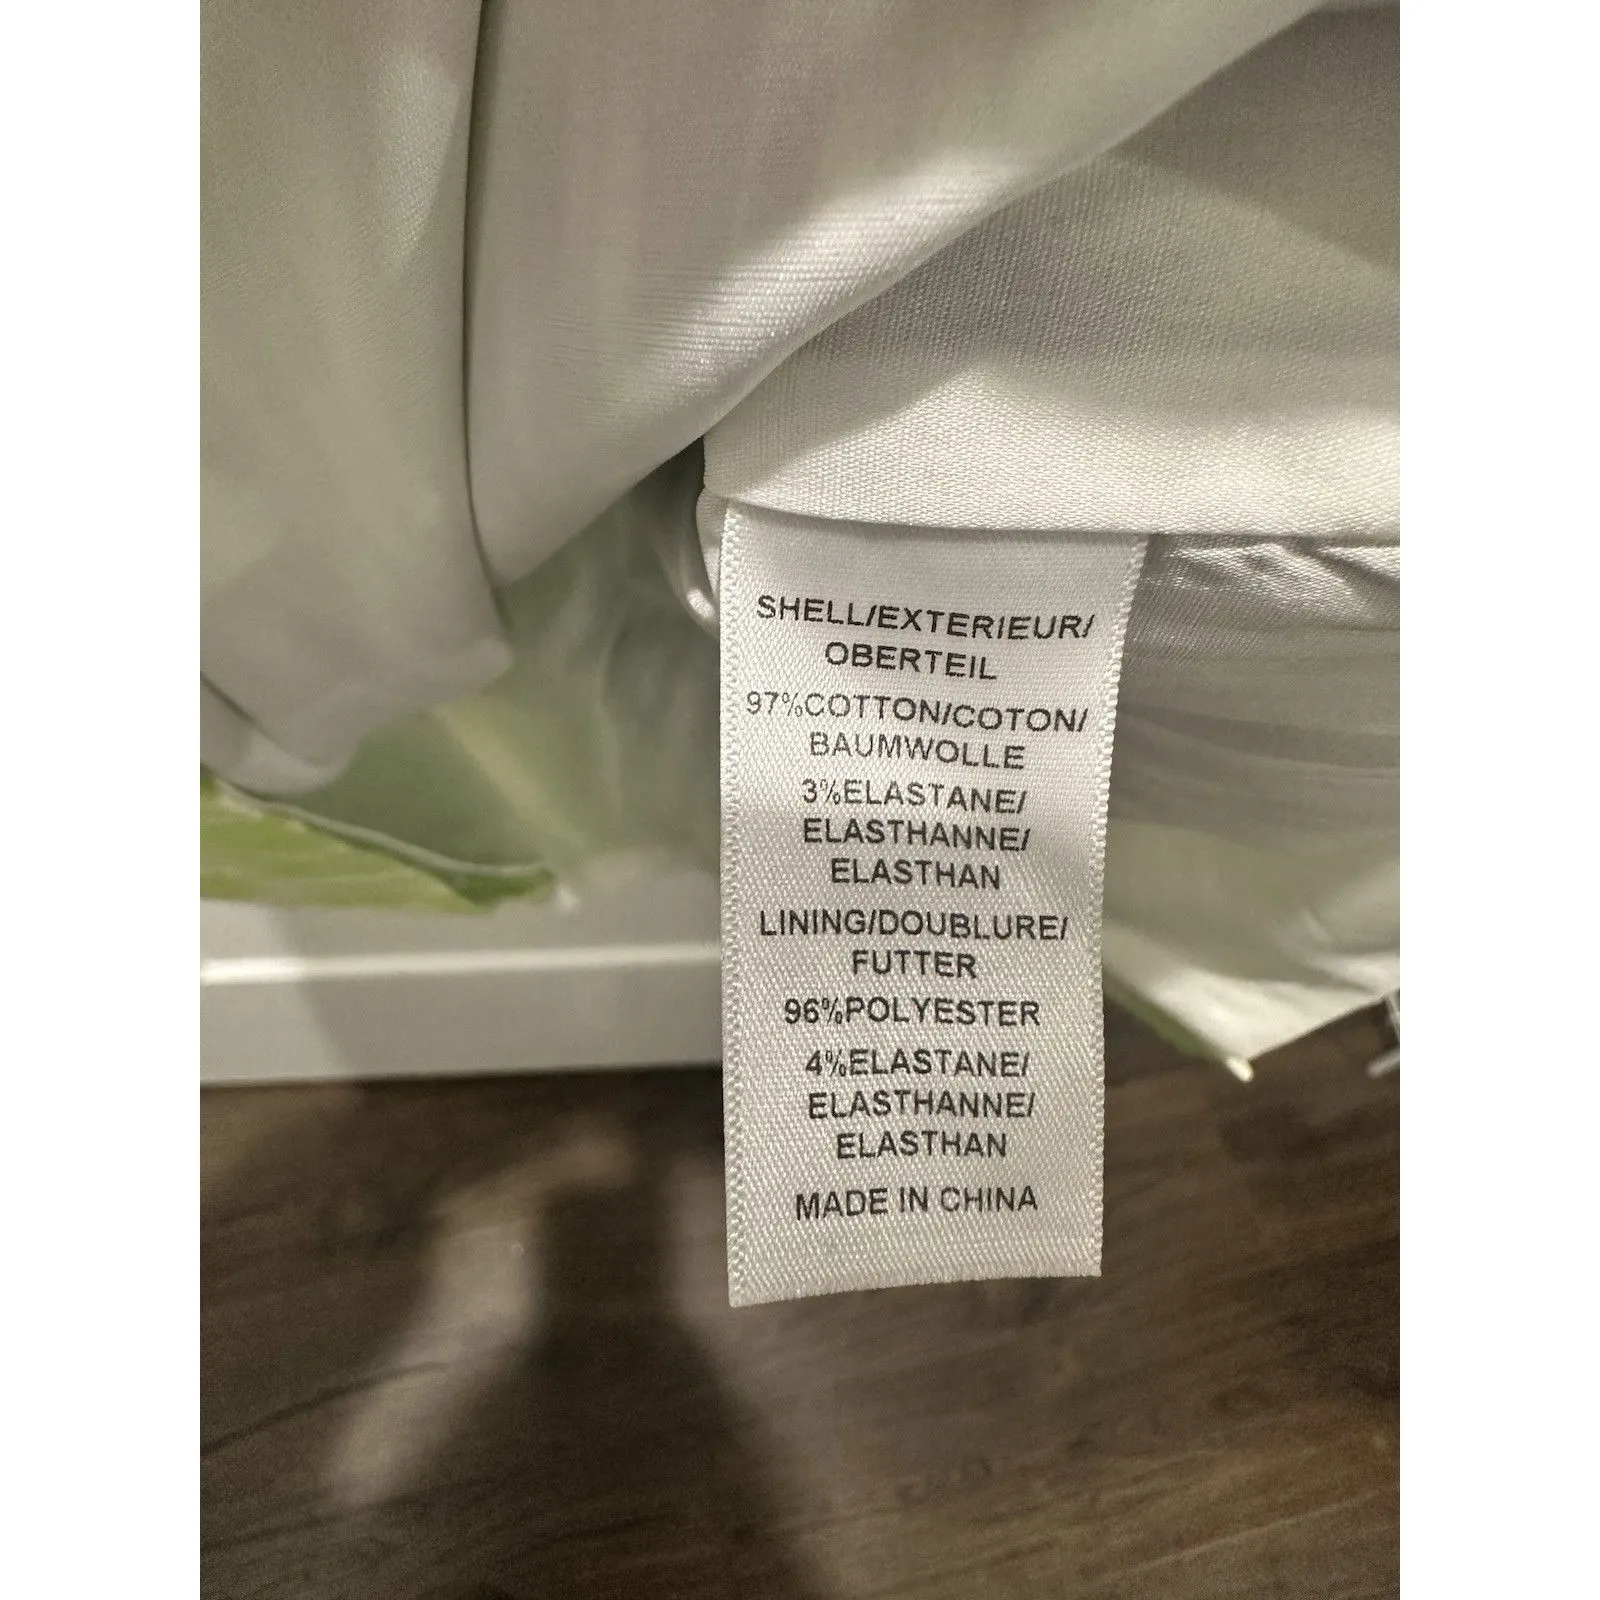 SHELL/EXTERIEUR/
OBERTEIL
97%COTTON/COTON/
BAUMWOLLE
3%ELASTANE/
ELASTHANNE/
ELASTHAN
LINING/DOUBLURE/
FUTTER
96%POLYESTER
4%ELASTANE/
ELASTHANNE/
ELASTHAN
MADE IN CHINA